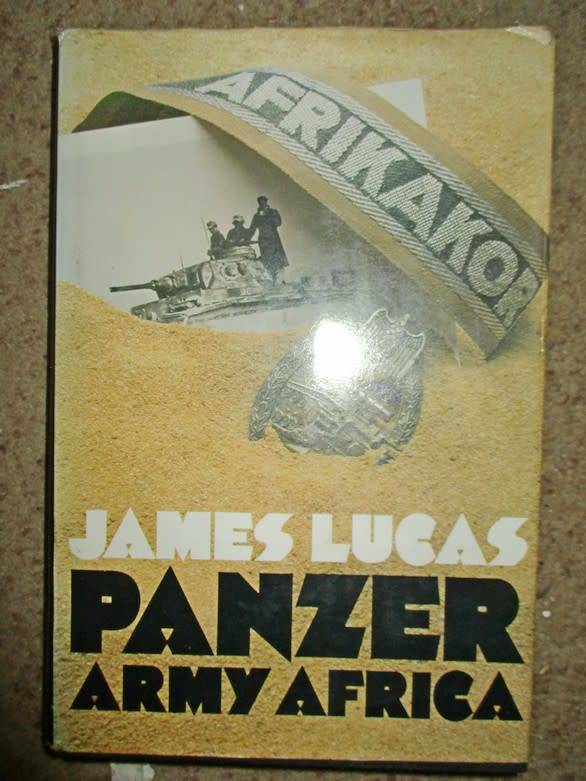 AFRIKAKOR
JAMES LUCAS
PANZER
ARMY AFRICA